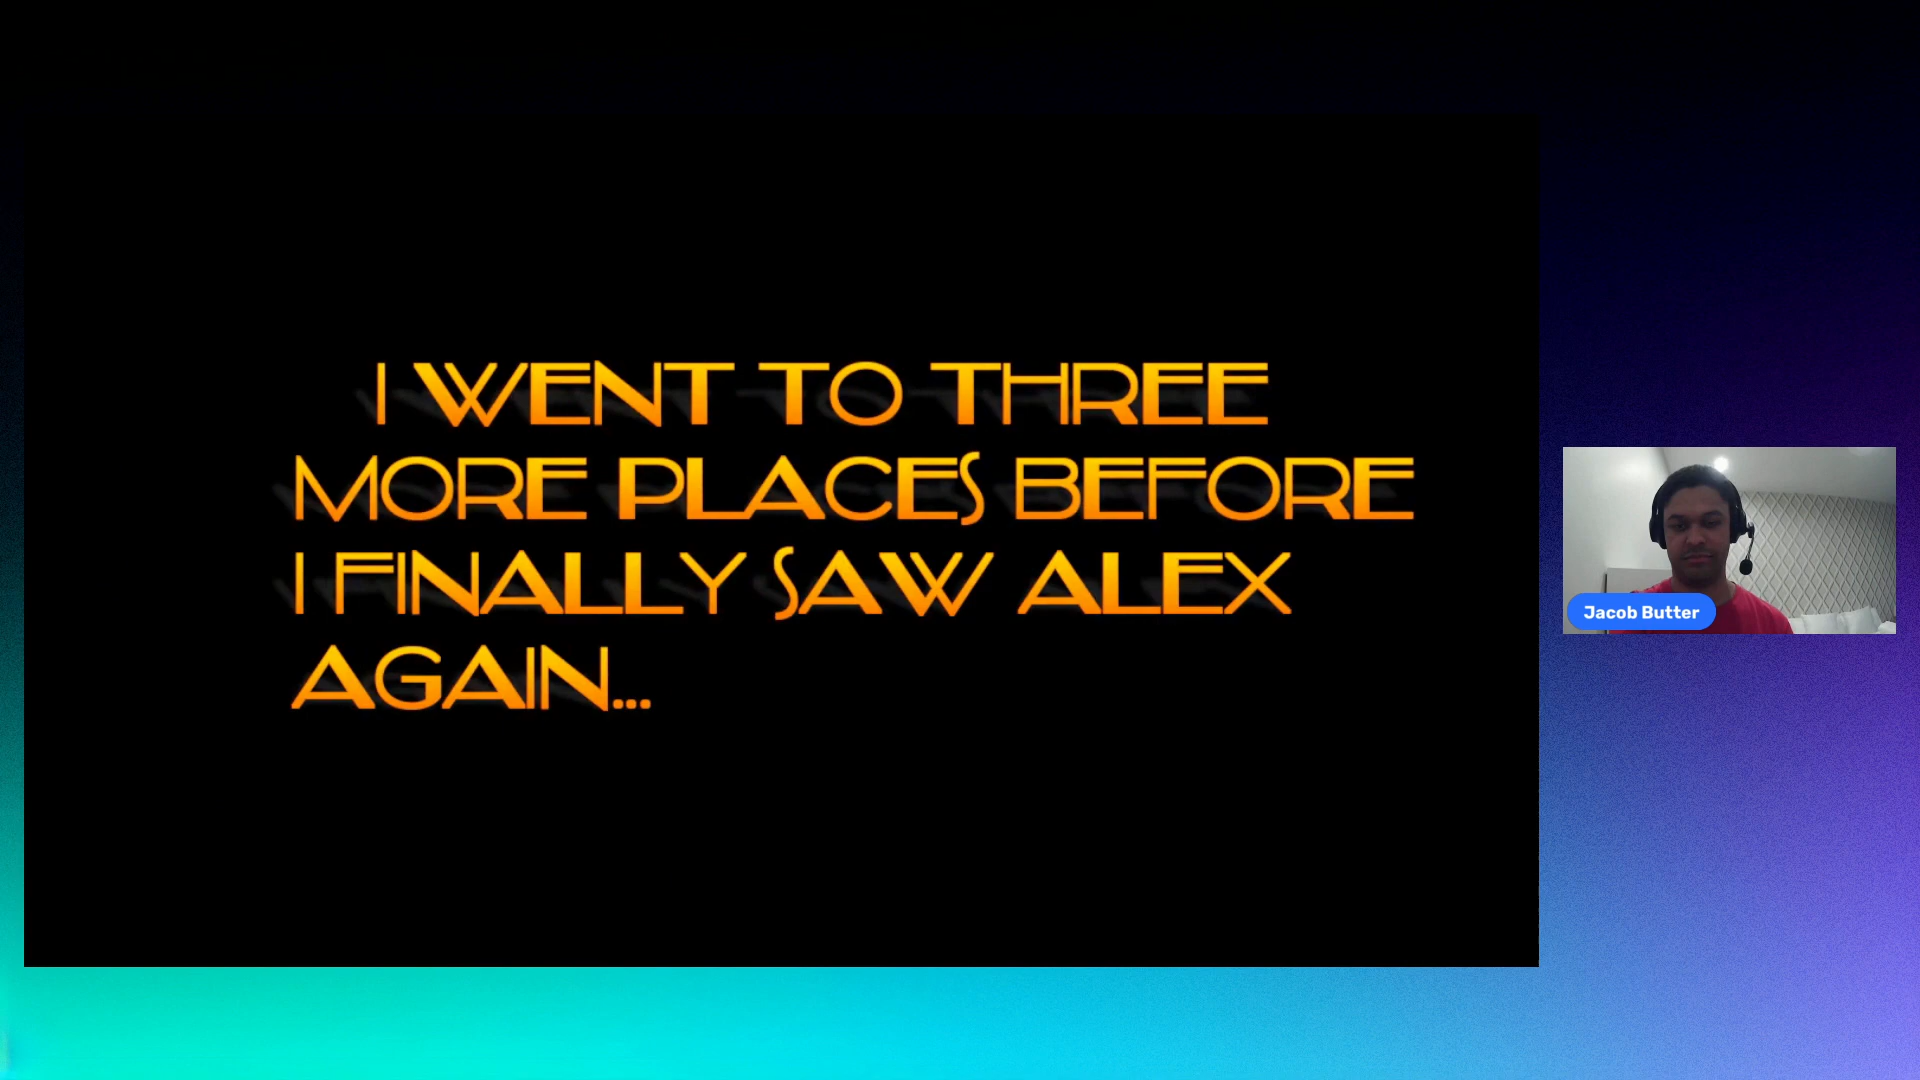 I WENT TO THREE
MORE PLACES BEFORE
I FINALLY SAW ALEX
AGAIN...
Jacob Butter